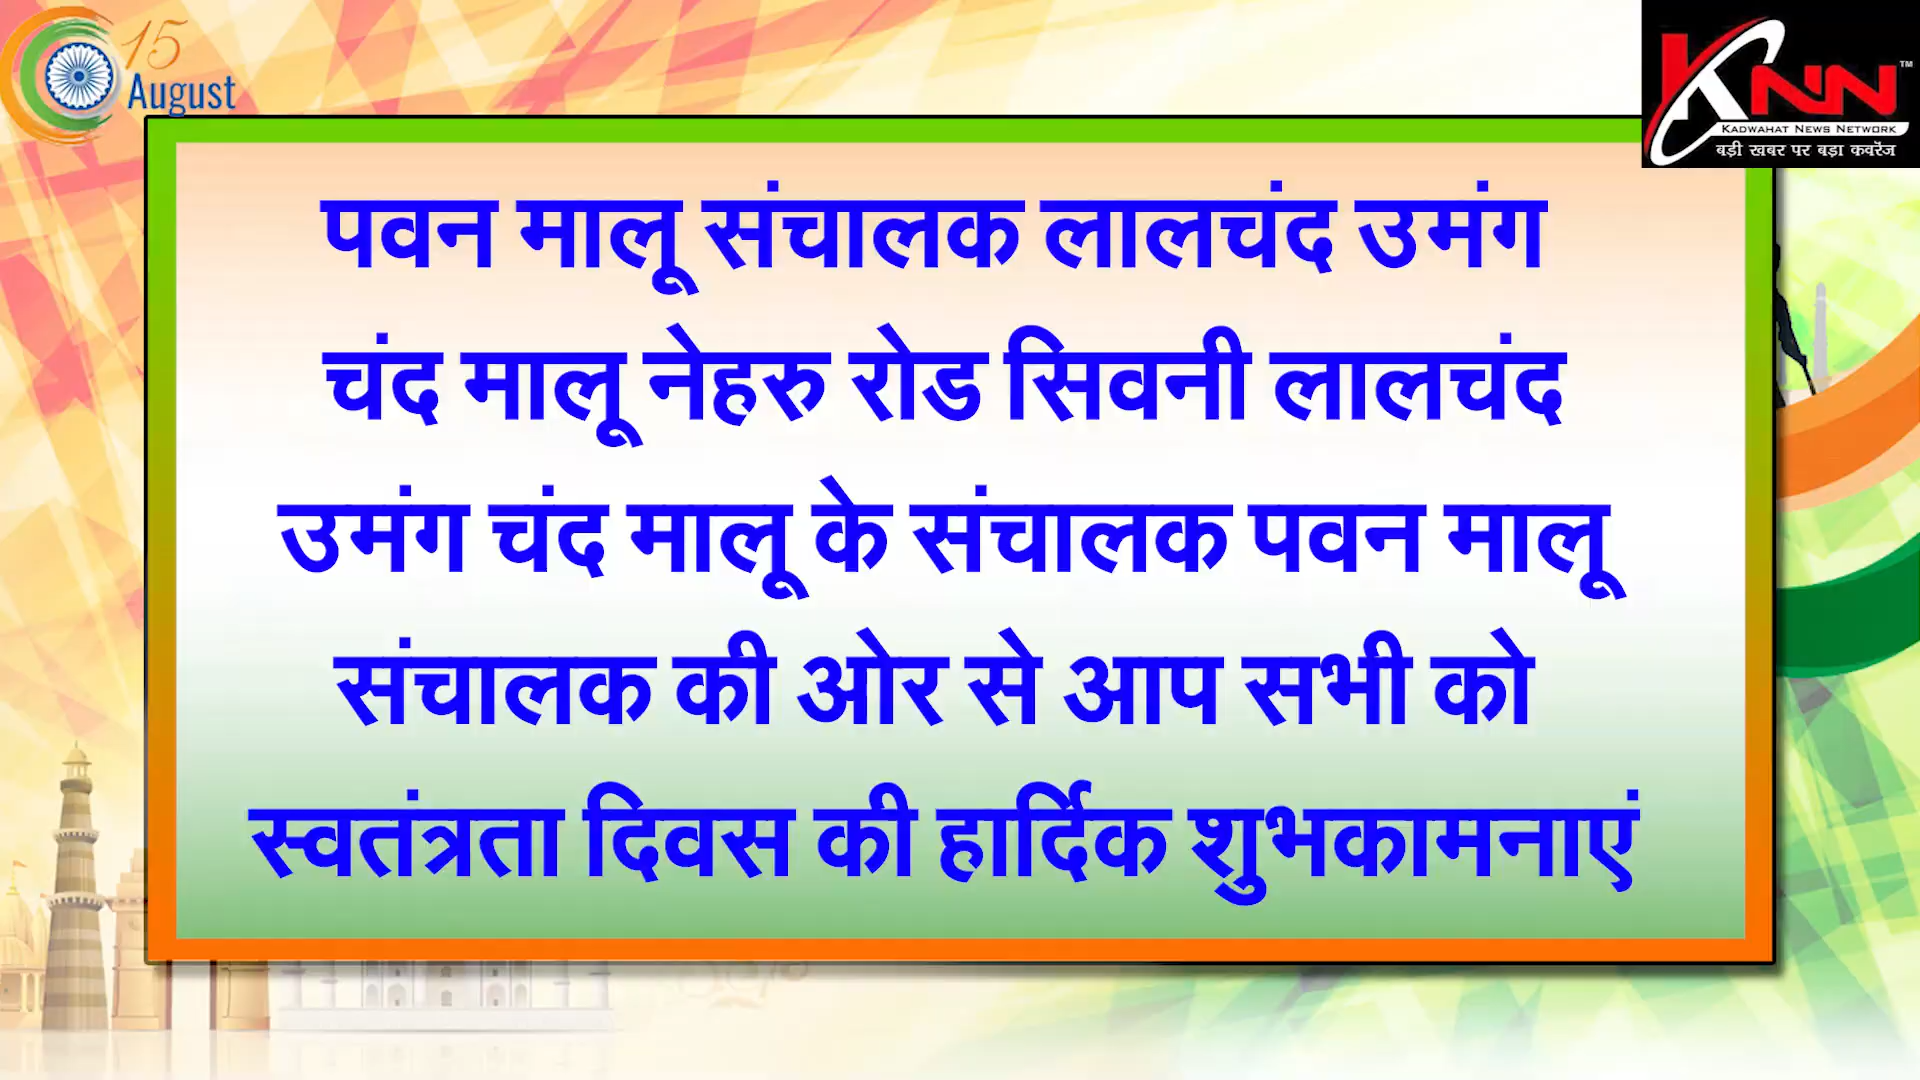 15
August
KNN™
KADWAHAT NEWS NETWORK
बड़ी खबर पर बड़ा कवरेंज
पवन मालू संचालक लालचंद उमंग
चंद मालू नेहरु रोड सिवनी लालचंद
उमंग चंद मालू के संचालक पवन मालू
संचालक की ओर से आप सभी को
स्वतंत्रता दिवस की हार्दिक शुभकामनाएं